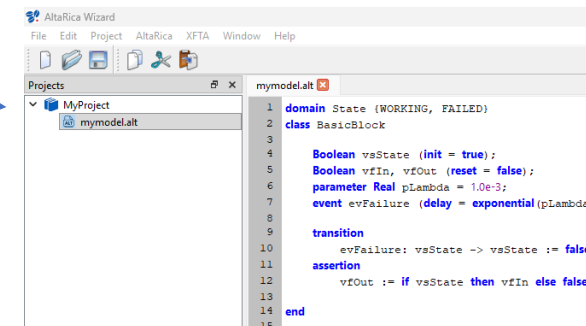 AltaRica Wizard
File Edit Project AltaRica XFTA Window Help
Projects
mymodel.alt
MyProject
mymodel.alt
1 domain State {WORKING, FAILED}
2 class BasicBlock
3
4 Boolean vsState (init = true);
5 Boolean vfIn, vfOut (reset = false);
6 parameter Real pLambda = 1.0e-3;
7 event evFailure (delay = exponential(pLambda
8
9 transition
10 evFailure: vsState -> vsState := false
11 assertion
12 vfOut := if vsState then vfIn else false
13
14 end
15